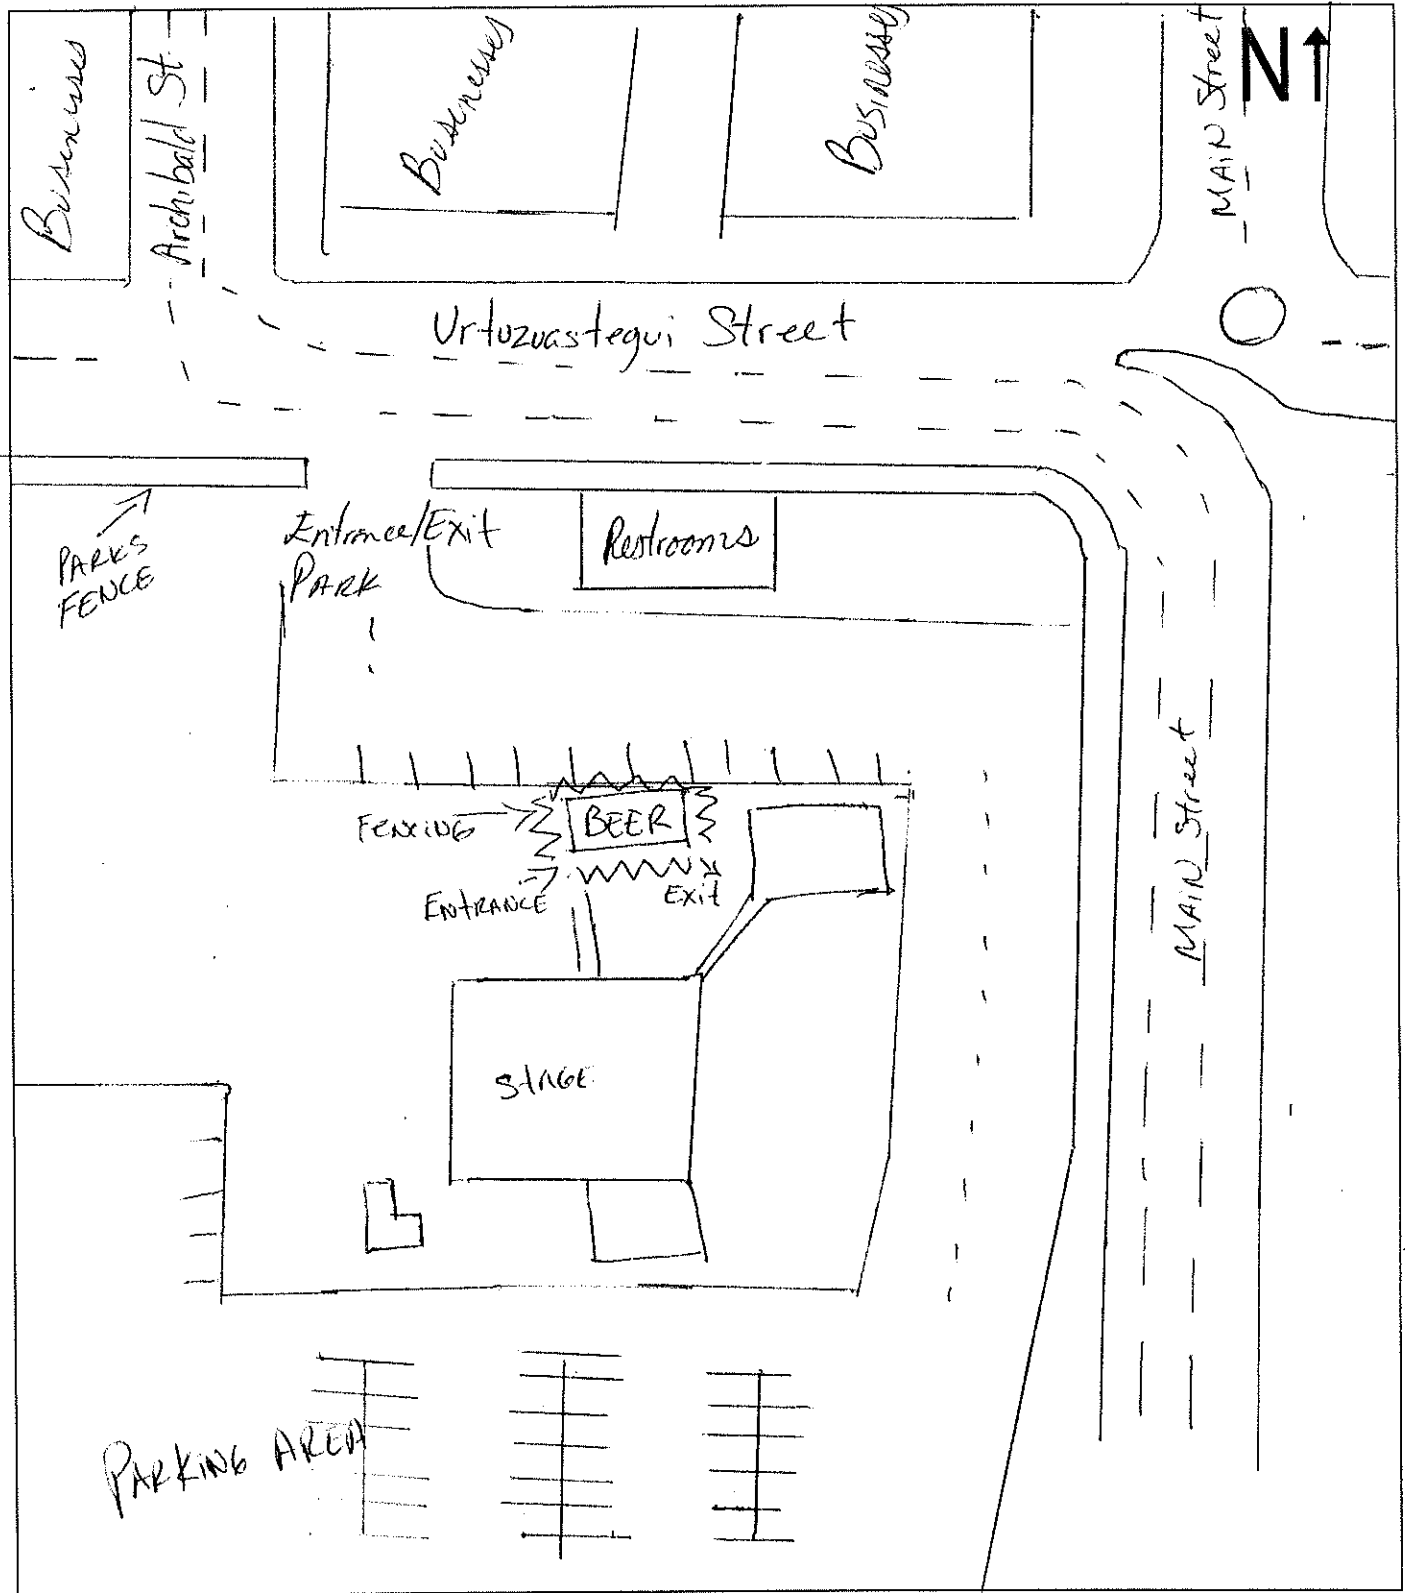 Businesses
Archibald St.
Businesses
Businesses
MAIN Street
N
Urtuzuastegui Street
PARKS
FENCE
Entrance/Exit
PARK
Restrooms
FENCING
BEER
ENTRANCE
Exit
MAIN Street
STAGE
PARKING AREA